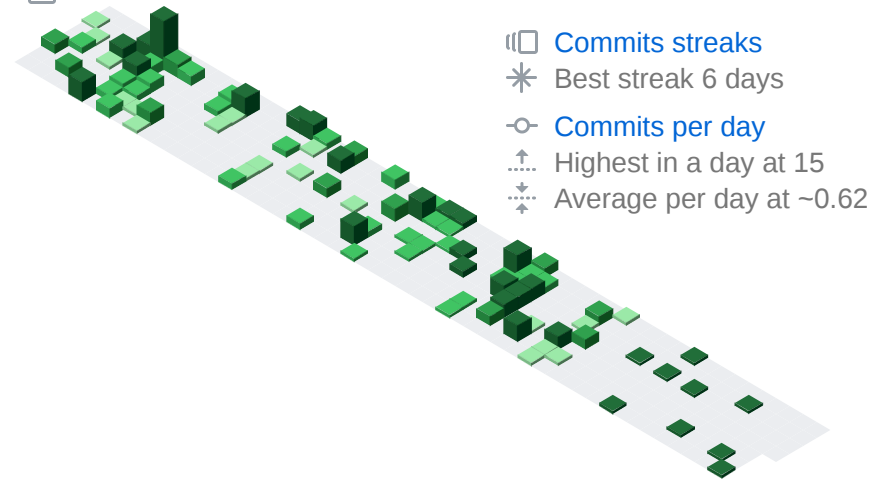 Commits streaks
Best streak 6 days
Commits per day
Highest in a day at 15
Average per day at ~0.62